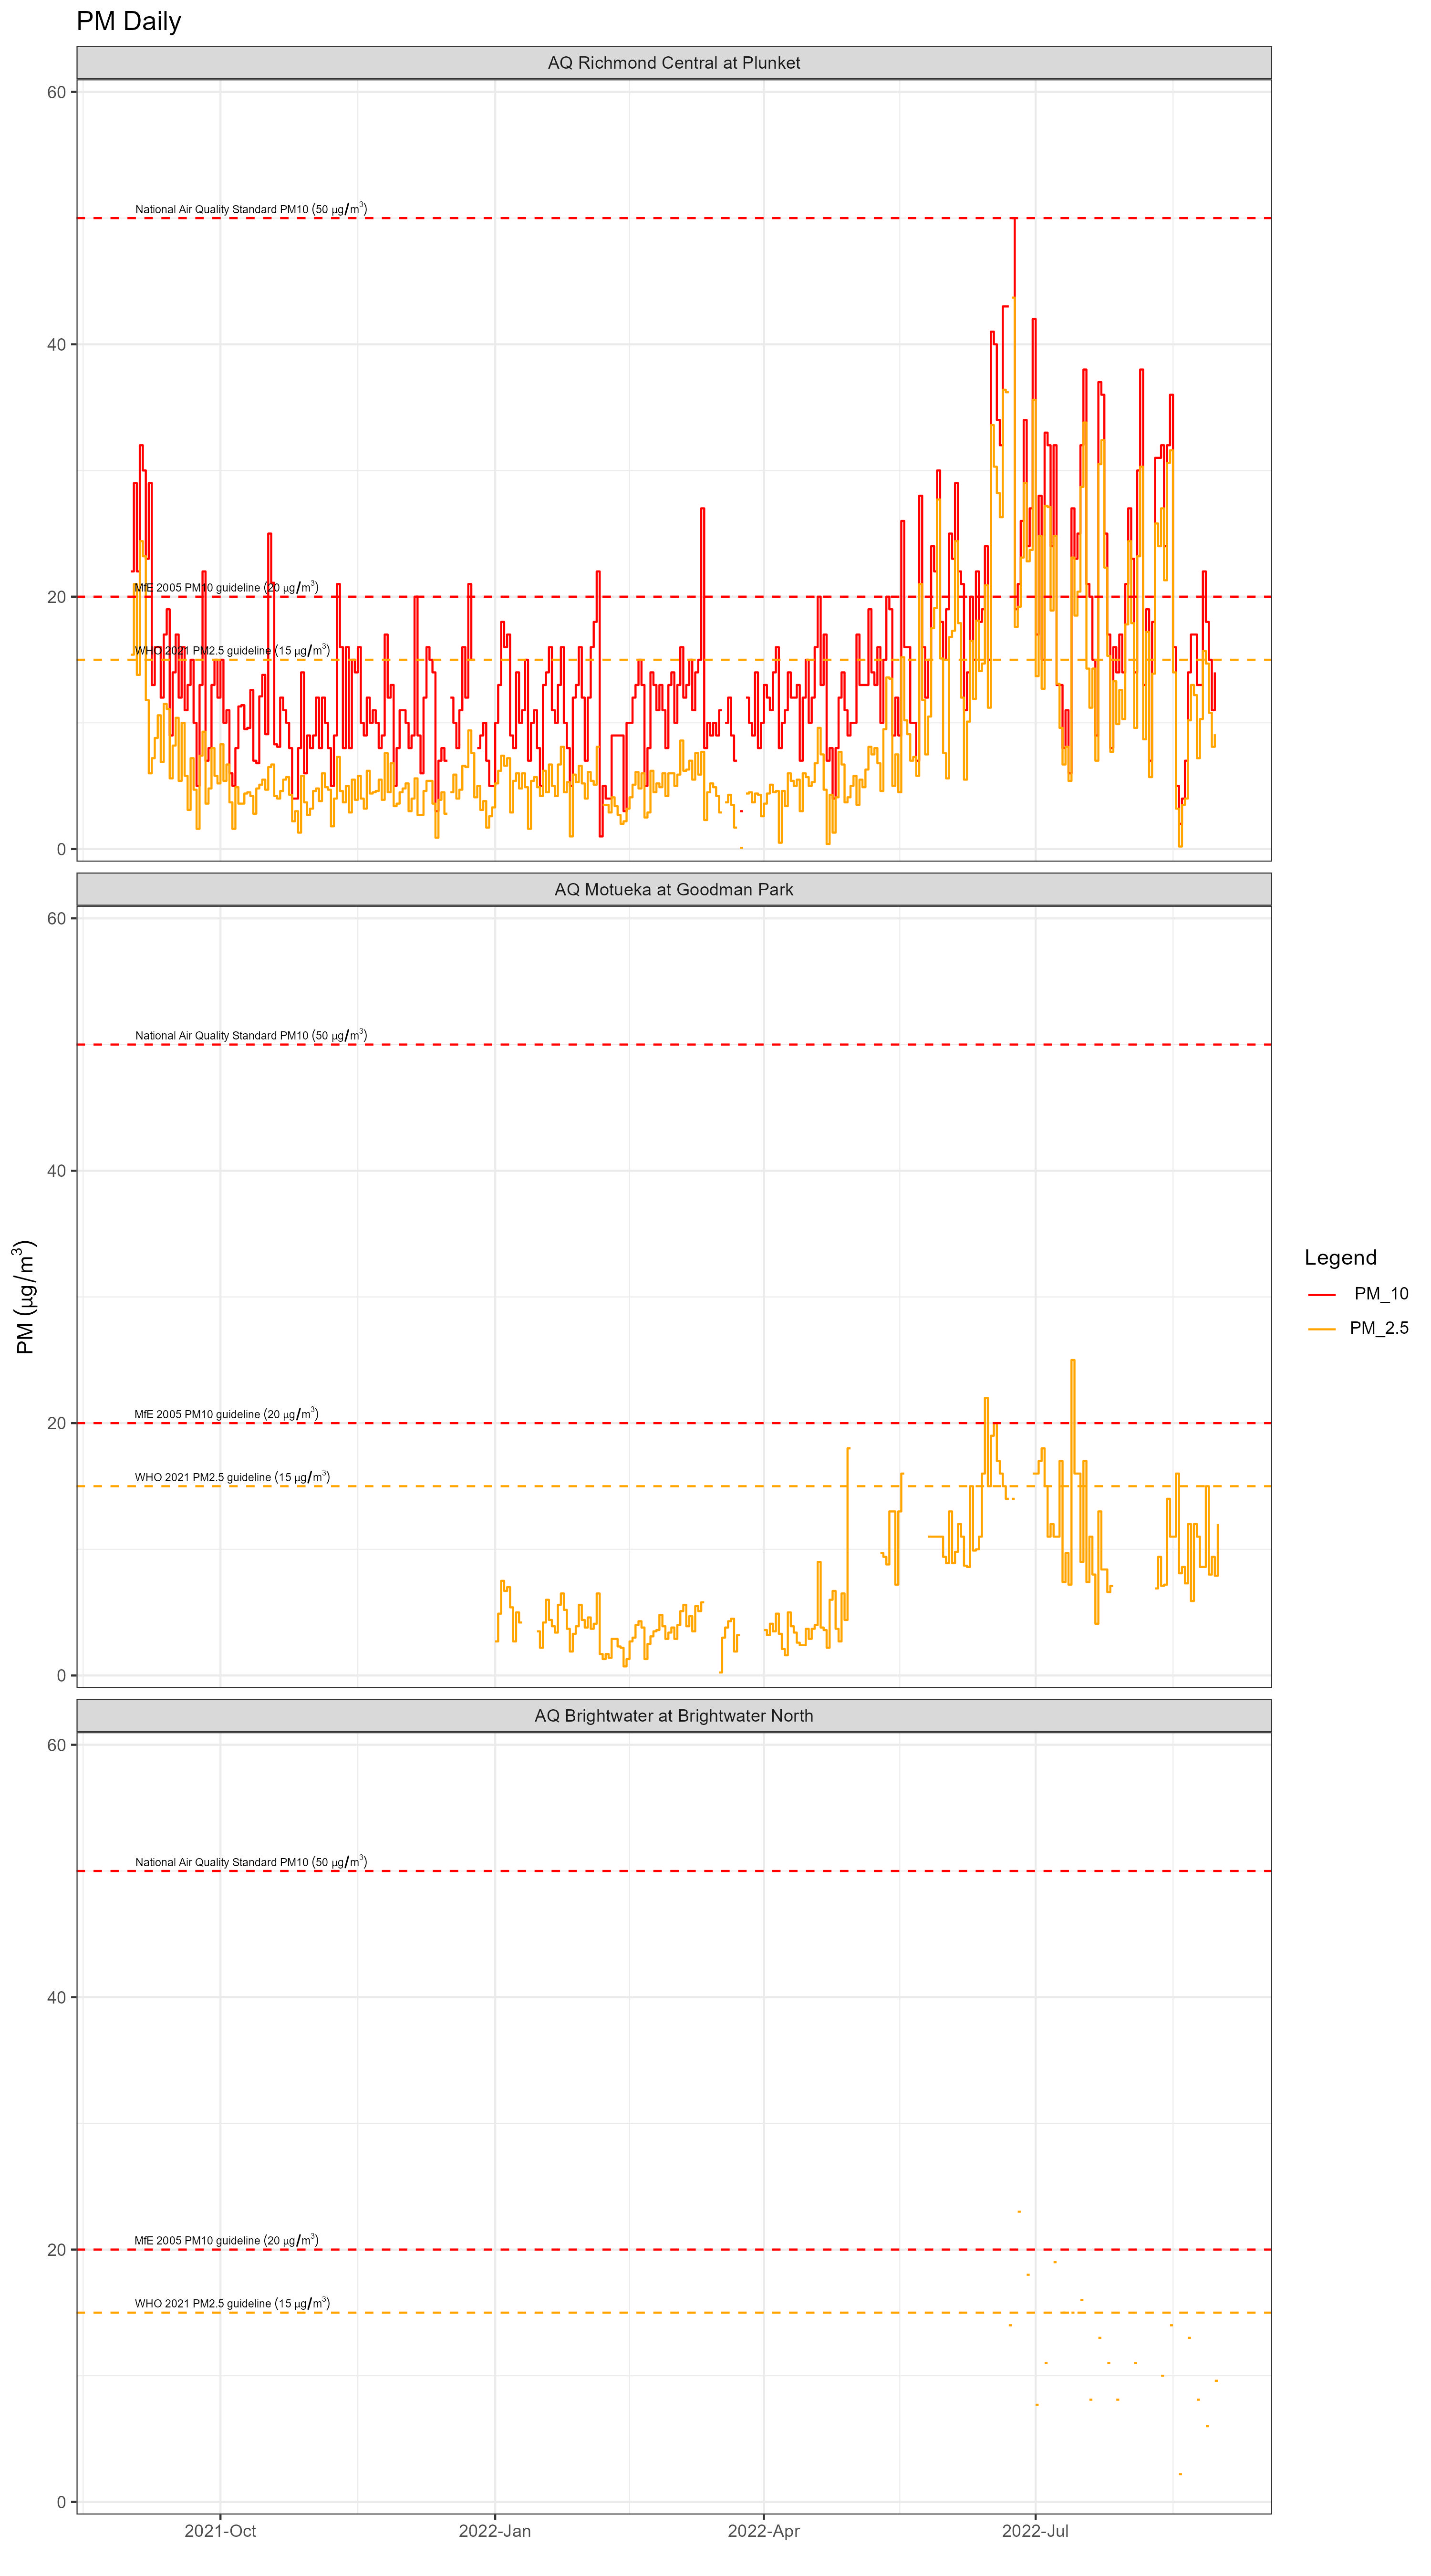 PM Daily
AQ Richmond Central at Plunket
60
National Air Quality Standard PM10 (50 µg/m³)
40
MfE 2005 PM10 guideline (20 µg/m³)
20
WHO 2021 PM2.5 guideline (15 µg/m³)
0
AQ Motueka at Goodman Park
60
National Air Quality Standard PM10 (50 µg/m³)
40
PM (µg/m³)
Legend
PM_10
PM_2.5
MfE 2005 PM10 guideline (20 µg/m³)
20
WHO 2021 PM2.5 guideline (15 µg/m³)
0
AQ Brightwater at Brightwater North
60
National Air Quality Standard PM10 (50 µg/m³)
40
MfE 2005 PM10 guideline (20 µg/m³)
20
WHO 2021 PM2.5 guideline (15 µg/m³)
0
2021-Oct 2022-Jan 2022-Apr 2022-Jul